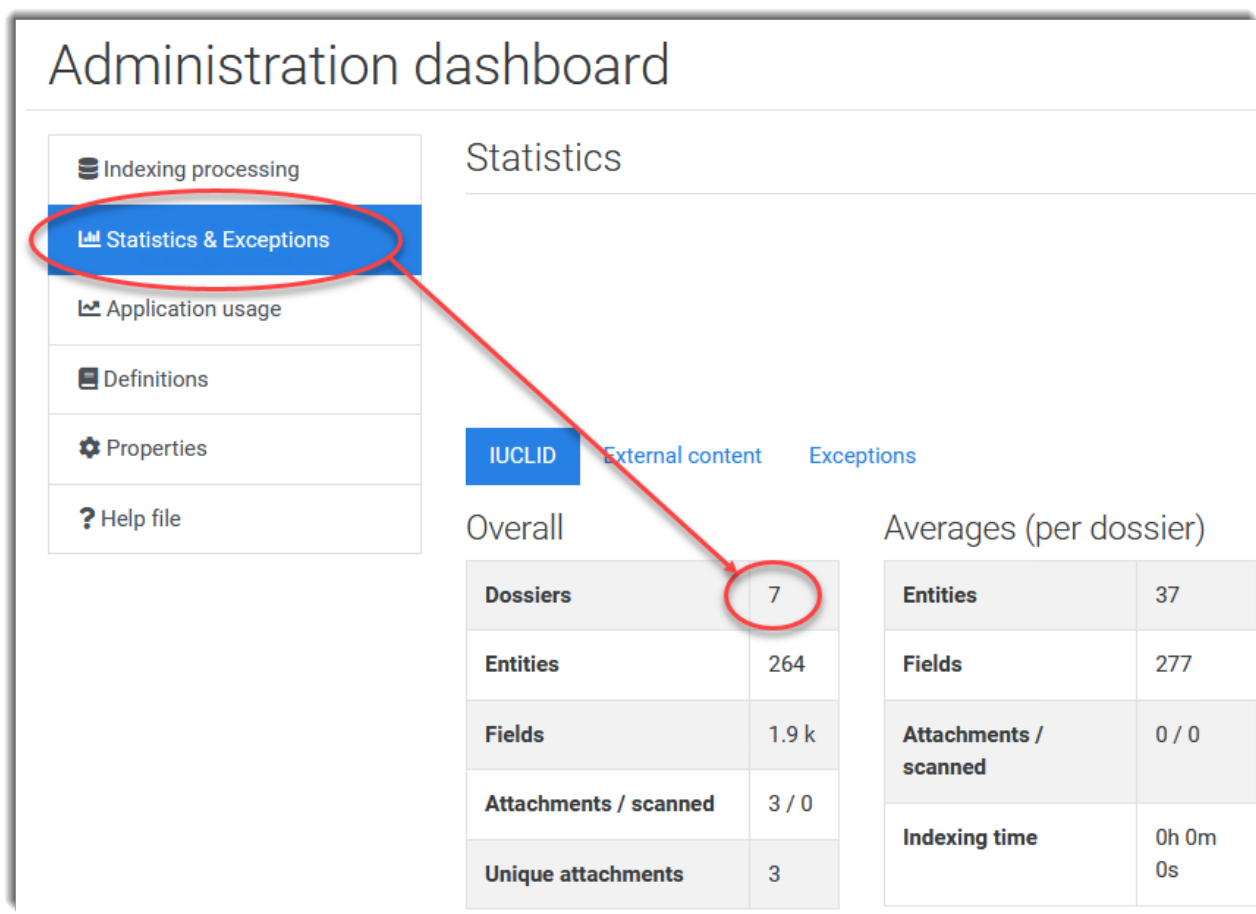 Administration dashboard
Indexing processing
Statistics & Exceptions
Application usage
Definitions
Properties
Help file
Statistics
IUCLID External content Exceptions
Overall
Dossiers 7
Entities 264
Fields 1.9 k
Attachments / scanned 3 / 0
Unique attachments 3
Averages (per dossier)
Entities 37
Fields 277
Attachments / 0 / 0
scanned
Indexing time 0h 0m
0s